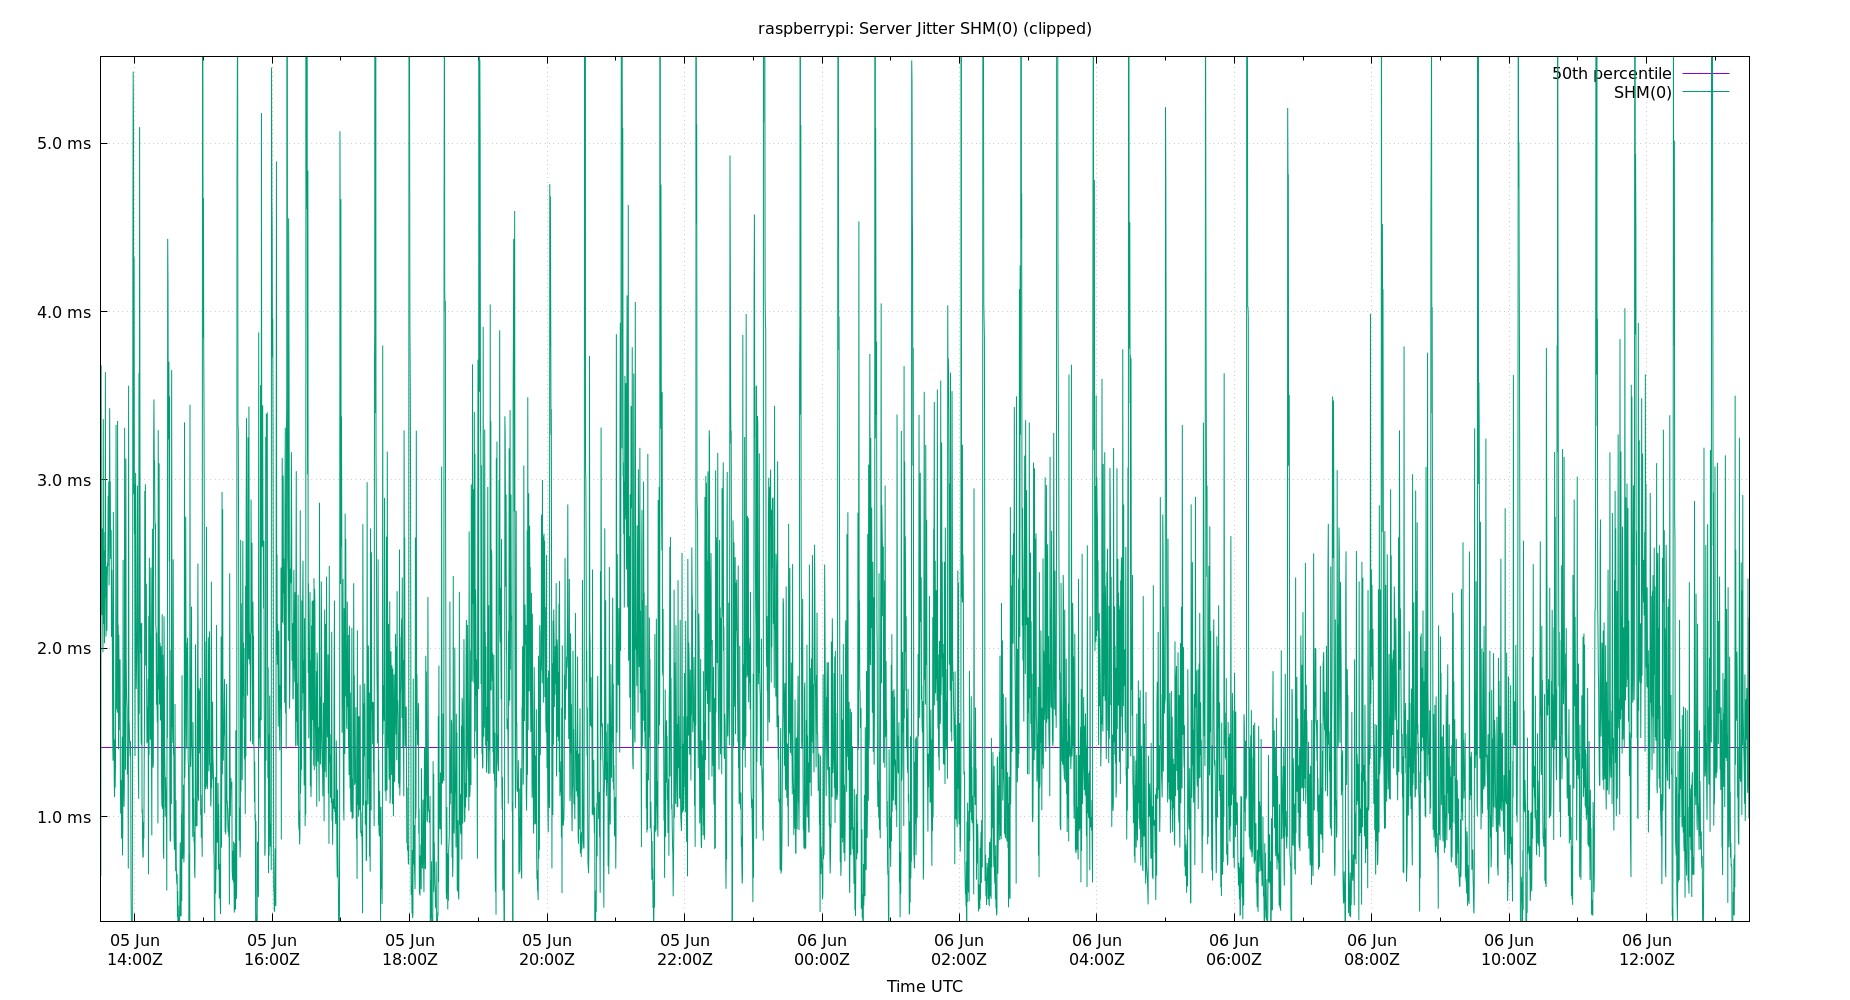 raspberrypi: Server Jitter SHM(0) (clipped)
50th percentile
SHM(0)
5.0 ms
4.0 ms
3.0 ms
2.0 ms
1.0 ms
05 Jun 05 Jun 05 Jun 05 Jun 05 Jun 06 Jun 06 Jun 06 Jun 06 Jun 06 Jun 06 Jun 06 Jun
14:00Z 16:00Z 18:00Z 20:00Z 22:00Z 00:00Z 02:00Z 04:00Z 06:00Z 08:00Z 10:00Z 12:00Z
Time UTC